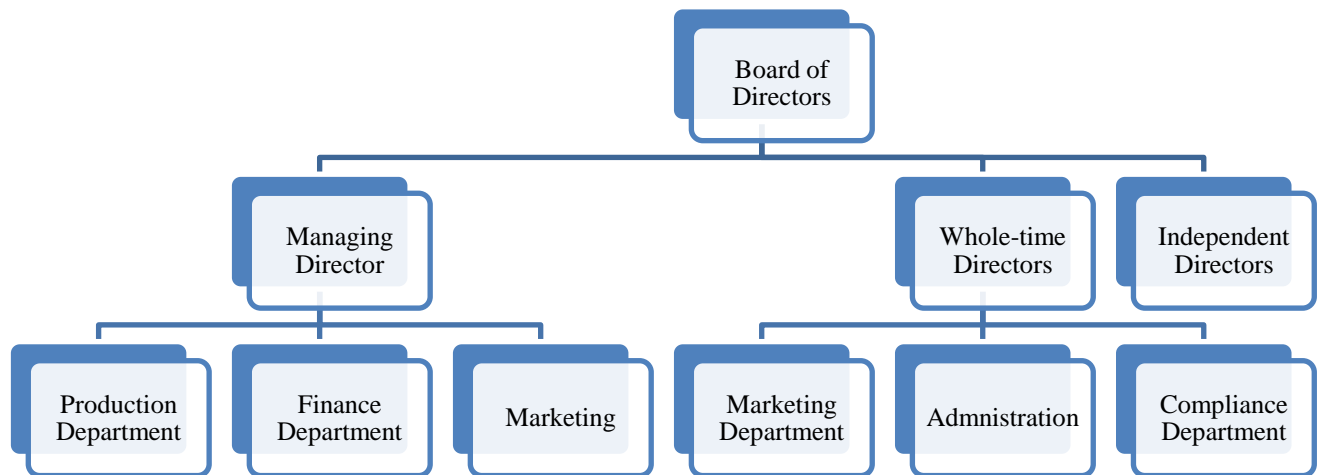 Board of
Directors
Managing
Director
Whole-time
Directors
Independent
Directors
Production
Department
Finance
Department
Marketing
Marketing
Department
Admnistration
Compliance
Department